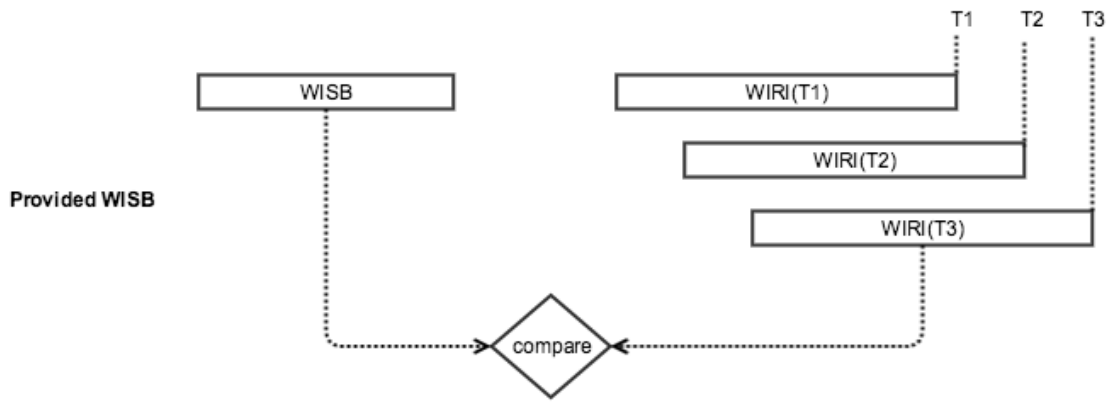 T1 T2 T3
WISB WIRI(T1)
WIRI(T2)
Provided WISB
WIRI(T3)
compare